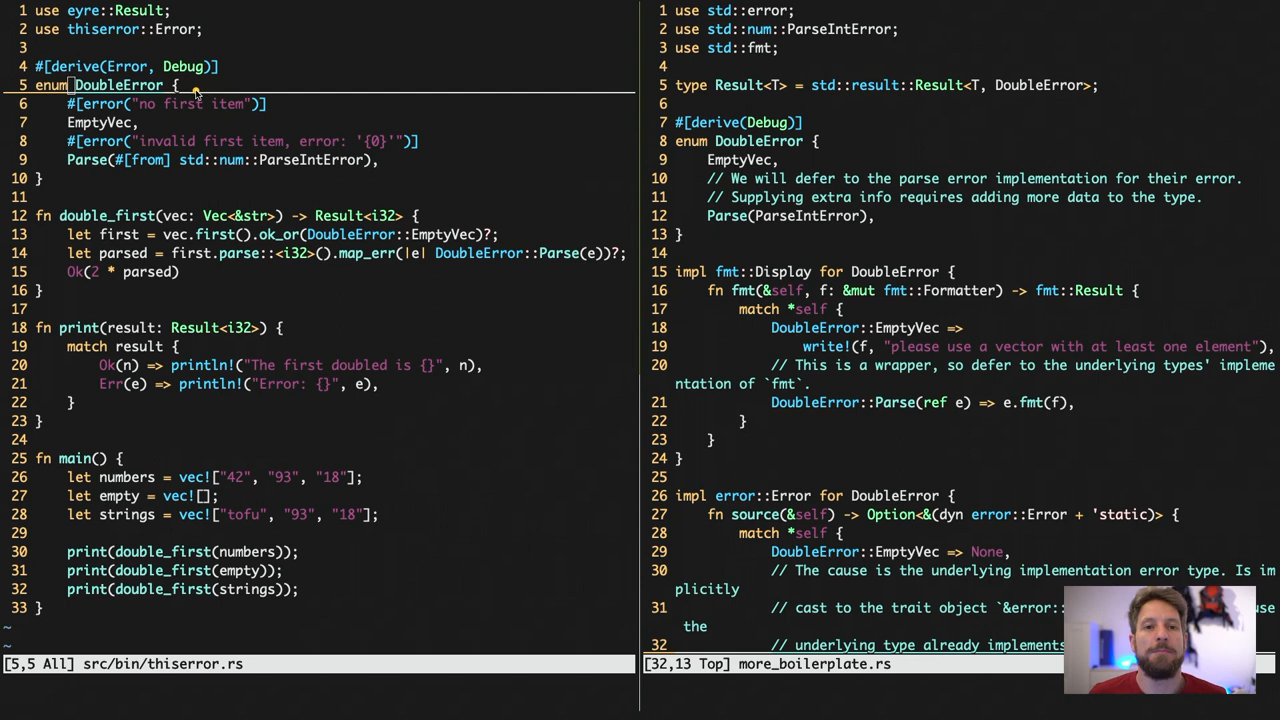 1 use eyre::Result;
2 use thiserror::Error;
3
4 #[derive(Error, Debug)]
5 enum DoubleError {
6     #[error("no first item")]
7     EmptyVec,
8     #[error("invalid first item, error: '{0}'")]
9     Parse(#[from] std::num::ParseIntError),
10 }
11
12 fn double_first(vec: Vec<&str>) -> Result<i32> {
13     let first = vec.first().ok_or(DoubleError::EmptyVec)?;
14     let parsed = first.parse::<i32>().map_err(|e| DoubleError::Parse(e))?;
15     Ok(2 * parsed)
16 }
17
18 fn print(result: Result<i32>) {
19     match result {
20         Ok(n) => println!("The first doubled is {}", n),
21         Err(e) => println!("Error: {}", e),
22     }
23 }
24
25 fn main() {
26     let numbers = vec!["42", "93", "18"];
27     let empty = vec![];
28     let strings = vec!["tofu", "93", "18"];
29
30     print(double_first(numbers));
31     print(double_first(empty));
32     print(double_first(strings));
33 }
~
~
[5,5 All] src/bin/thiserror.rs
1 use std::error;
2 use std::num::ParseIntError;
3 use std::fmt;
4
5 type Result<T> = std::result::Result<T, DoubleError>;
6
7 #[derive(Debug)]
8 enum DoubleError {
9     EmptyVec,
10     // We will defer to the parse error implementation for their error.
11     // Supplying extra info requires adding more data to the type.
12     Parse(ParseIntError),
13 }
14
15 impl fmt::Display for DoubleError {
16     fn fmt(&self, f: &mut fmt::Formatter) -> fmt::Result {
17         match *self {
18             DoubleError::EmptyVec =>
19                 write!(f, "please use a vector with at least one element"),
20             // This is a wrapper, so defer to the underlying types' impleme
ntation of `fmt`.
21             DoubleError::Parse(ref e) => e.fmt(f),
22         }
23     }
24 }
25
26 impl error::Error for DoubleError {
27     fn source(&self) -> Option<&(dyn error::Error + 'static)> {
28         match *self {
29             DoubleError::EmptyVec => None,
30             // The cause is the underlying implementation error type. Is im
plicitly
31             // cast to the trait object `&error::
the
32             // underlying type already implements
[32,13 Top] more_boilerplate.rs